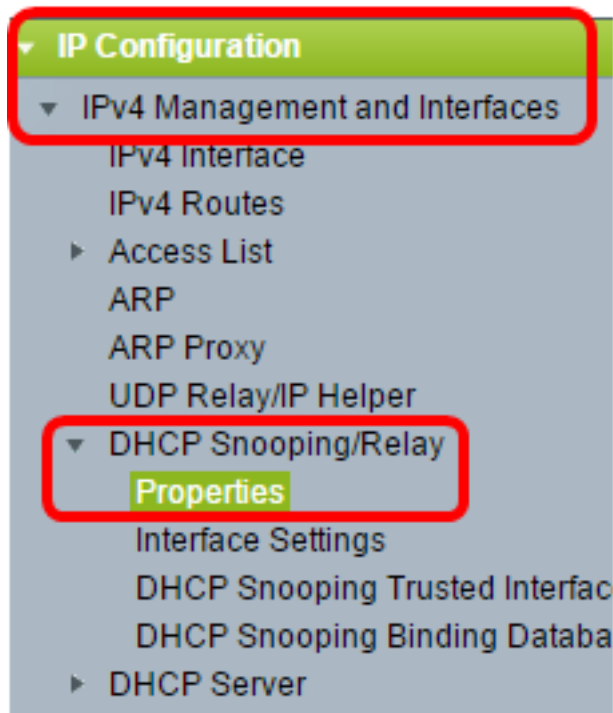 IP Configuration
IPv4 Management and Interfaces
IPv4 Interface
IPv4 Routes
Access List
ARP
ARP Proxy
UDP Relay/IP Helper
DHCP Snooping/Relay
Properties
Interface Settings
DHCP Snooping Trusted Interfac
DHCP Snooping Binding Databa
DHCP Server